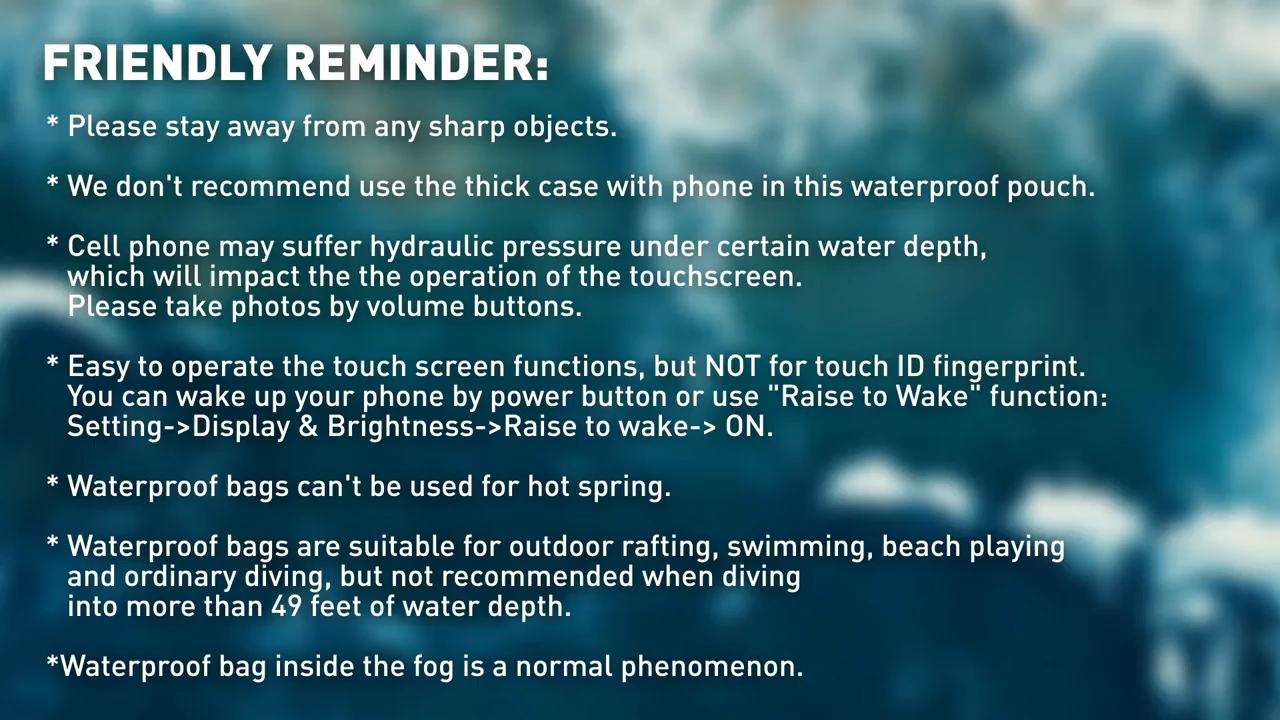 FRIENDLY REMINDER:
* Please stay away from any sharp objects.
* We don't recommend use the thick case with phone in this waterproof pouch.
* Cell phone may suffer hydraulic pressure under certain water depth,
which will impact the the operation of the touchscreen.
Please take photos by volume buttons.
* Easy to operate the touch screen functions, but NOT for touch ID fingerprint.
You can wake up your phone by power button or use "Raise to Wake" function:
Setting->Display & Brightness->Raise to wake-> ON.
* Waterproof bags can't be used for hot spring.
* Waterproof bags are suitable for outdoor rafting, swimming, beach playing
and ordinary diving, but not recommended when diving
into more than 49 feet of water depth.
*Waterproof bag inside the fog is a normal phenomenon.